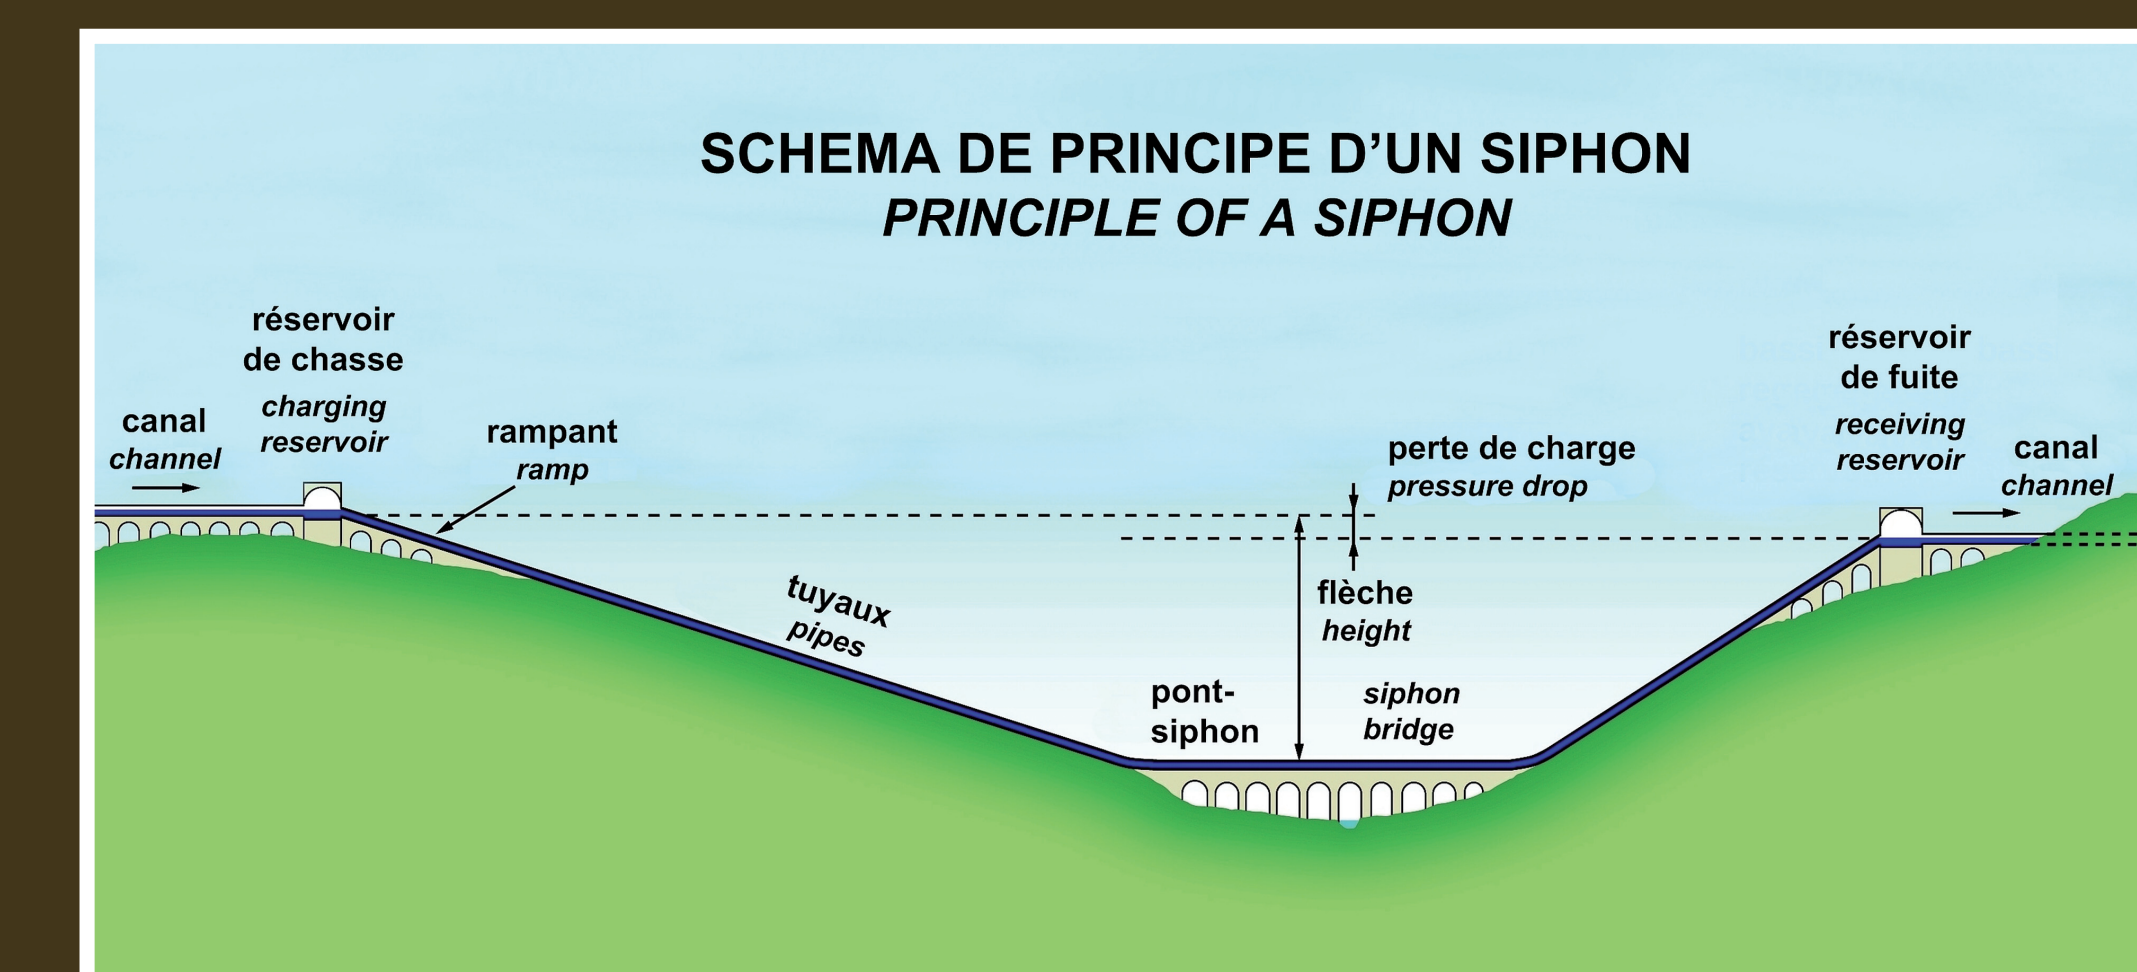 SCHEMA DE PRINCIPE D’UN SIPHON
PRINCIPLE OF A SIPHON
réservoir
de chasse
charging
reservoir
canal
channel
rampant
ramp
tuyaux
pipes
perte de charge
pressure drop
flèche
height
pont-
siphon
siphon
bridge
réservoir
de fuite
receiving
reservoir
canal
channel